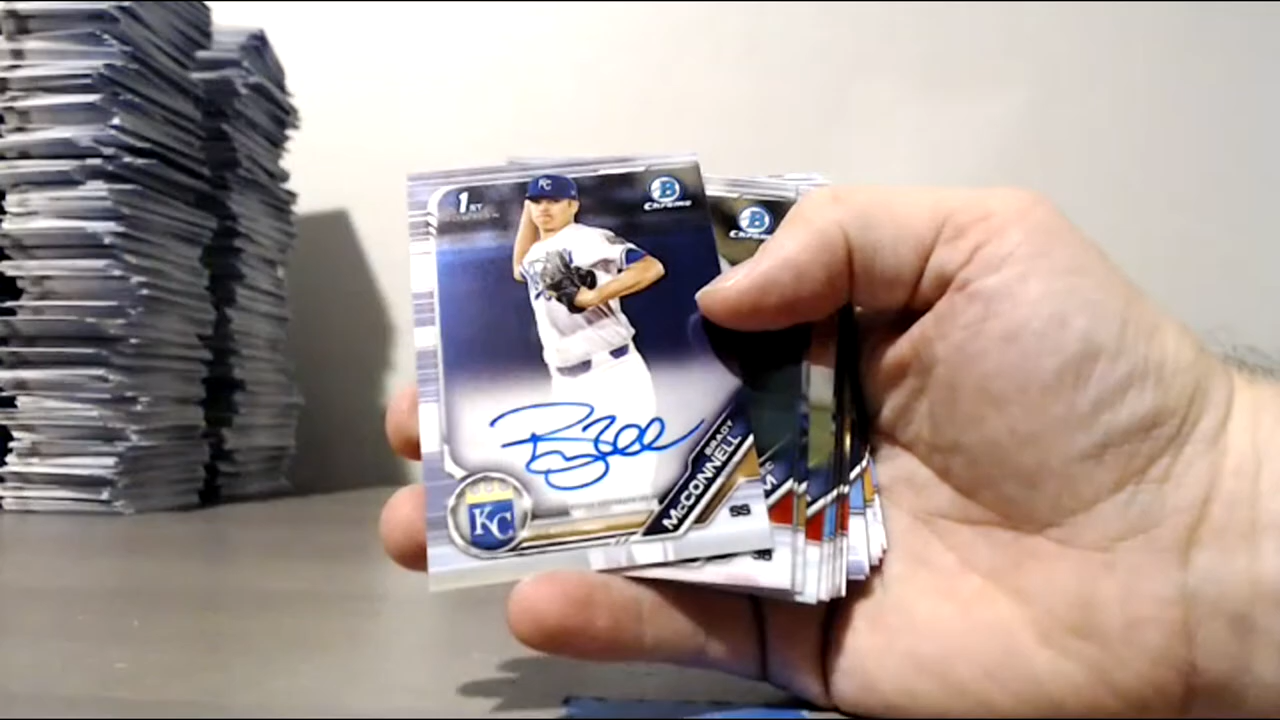 1ST
BOWMAN
KC
B
Chrome
B
Chrome
BRADY
McCONNELL
SS
KC